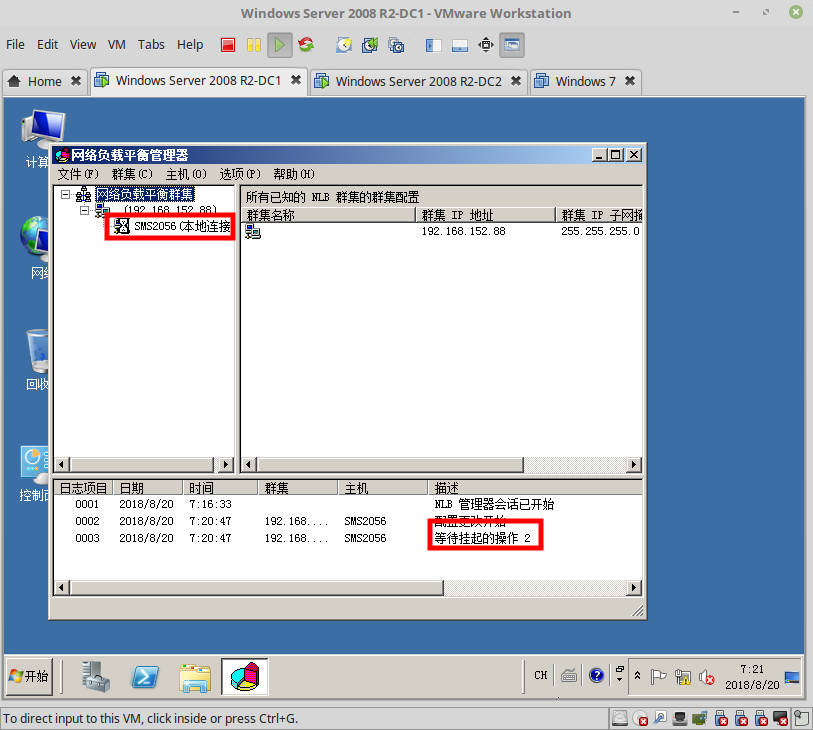 Windows Server 2008 R2-DC1 - VMware Workstation
File Edit View VM Tabs Help
Home Windows Server 2008 R2-DC1 Windows Server 2008 R2-DC2 Windows 7
网络负载平衡管理器
文件(F) 群集(C) 主机(O) 选项(P) 帮助(H)
网络负载平衡群集
(192.168.152.88)
SMS2056(本地连接
所有已知的 NLB 群集的群集配置
群集名称 群集 IP 地址 群集 IP 子网掩
192.168.152.88 255.255.255.0
日志项目 日期 时间 群集 主机 描述
0001 2018/8/20 7:16:33 NLB 管理器会话已开始
0002 2018/8/20 7:20:47 192.168.... SMS2056 配置更改开始
0003 2018/8/20 7:20:47 192.168.... SMS2056 等待挂起的操作 2
计算
网络
回收
控制面
开始
CH
7:21
2018/8/20
To direct input to this VM, click inside or press Ctrl+G.